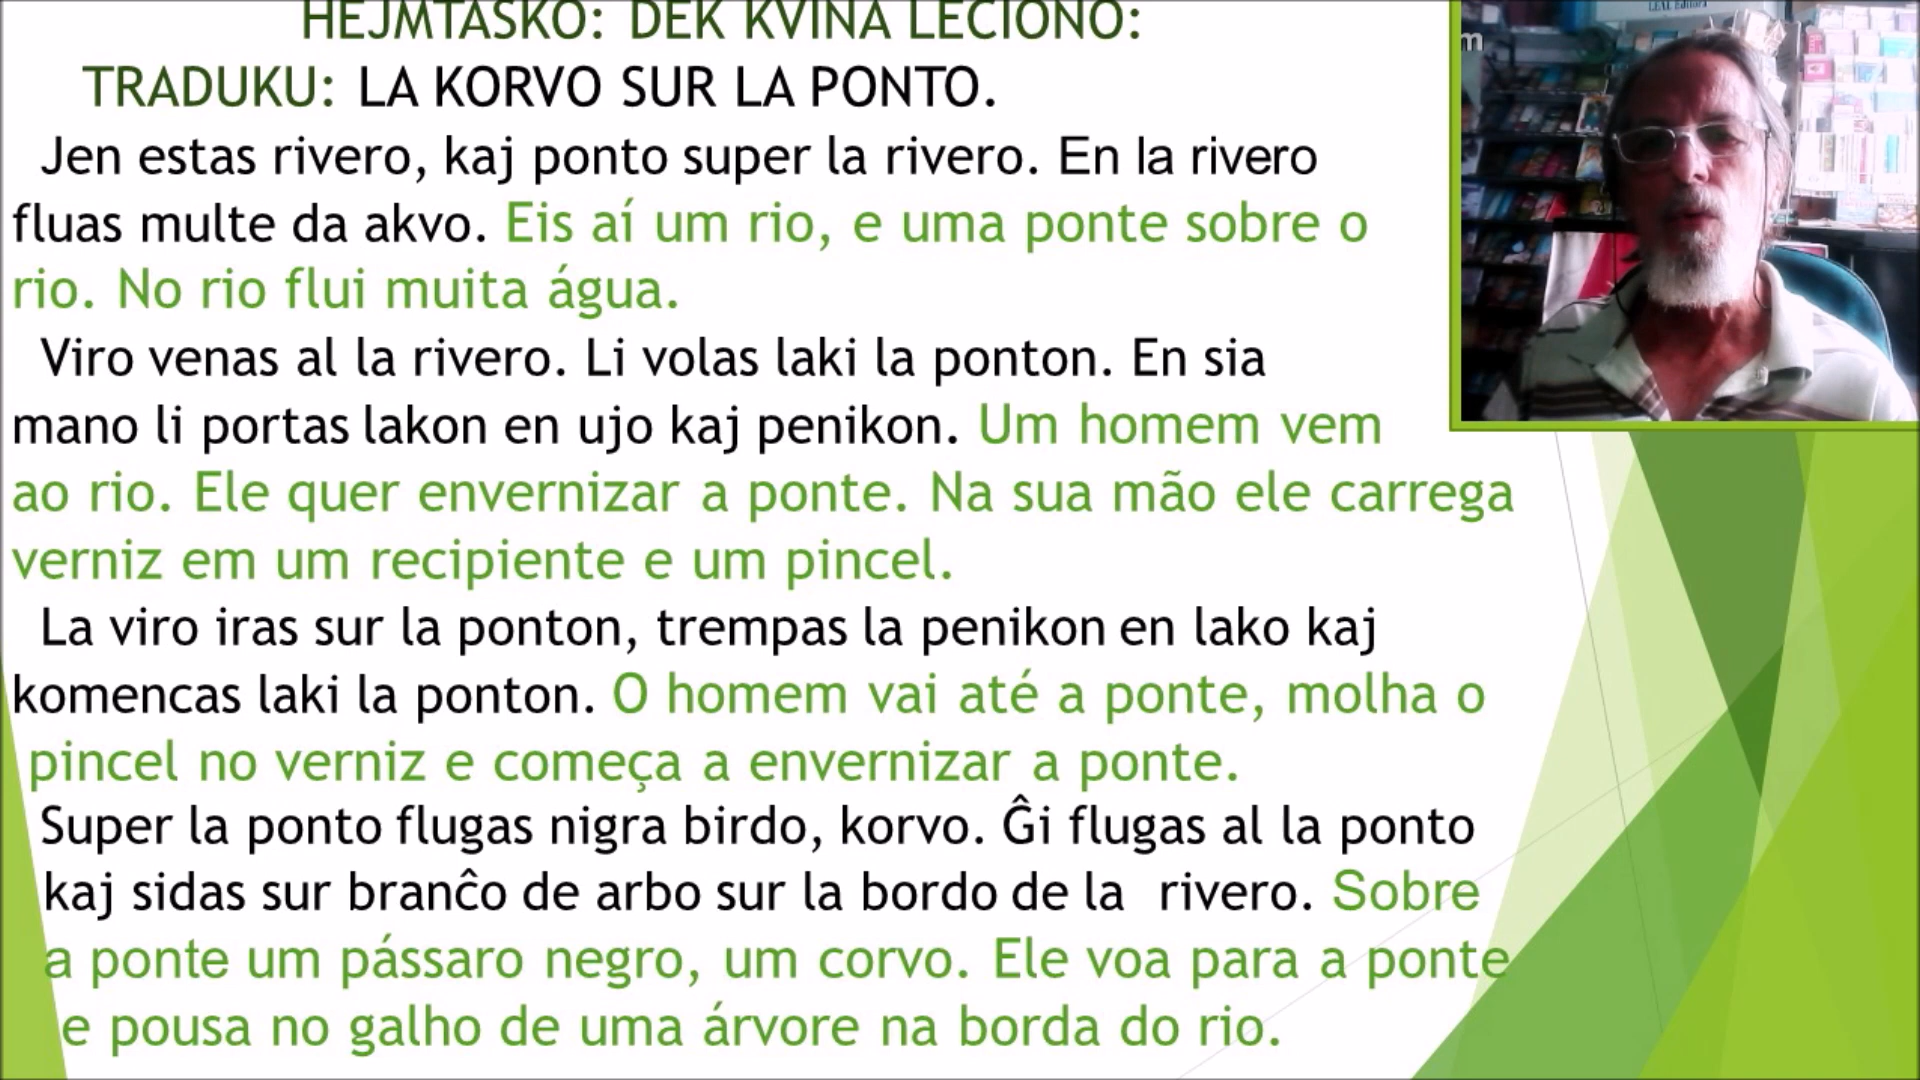 HEJMTASKO: DEK KVINA LECIONO:
TRADUKU: LA KORVO SUR LA PONTO.
Jen estas rivero, kaj ponto super la rivero. En la rivero
fluas multe da akvo. Eis aí um rio, e uma ponte sobre o
rio. No rio flui muita água.
Viro venas al la rivero. Li volas laki la ponton. En sia
mano li portas lakon en ujo kaj penikon. Um homem vem
ao rio. Ele quer envernizar a ponte. Na sua mão ele carrega
verniz em um recipiente e um pincel.
La viro iras sur la ponton, trempas la penikon en lako kaj
komencas laki la ponton. O homem vai até a ponte, molha o
pincel no verniz e começa a envernizar a ponte.
Super la ponto flugas nigra birdo, korvo. Ĝi flugas al la ponto
kaj sidas sur branĉo de arbo sur la bordo de la rivero. Sobre
a ponte um pássaro negro, um corvo. Ele voa para a ponte
e pousa no galho de uma árvore na borda do rio.